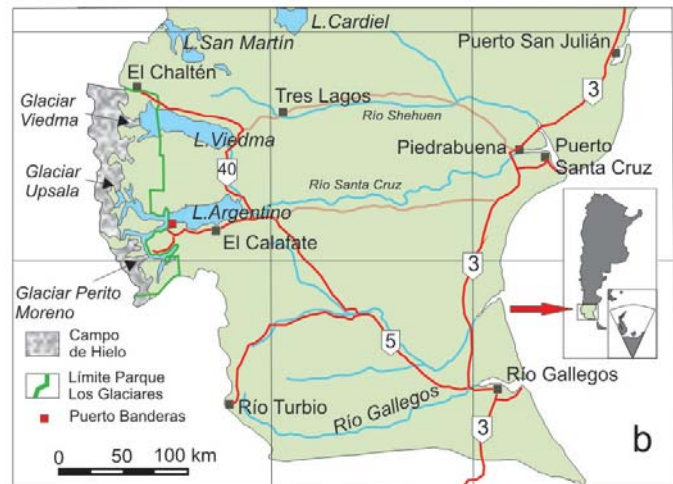 L.Cardiel
L.San Martín
Puerto San Julián
El Chaltén
3
Glaciar
Viedma
Tres Lagos
Río Shehuen
L.Viedma
Piedrabuena
Puerto
Santa Cruz
Glaciar
Upsala
40
Río Santa Cruz
L.Argentino
El Calafate
3
Glaciar Perito
Moreno
Campo
de Hielo
5
Límite Parque
Los Glaciares
Río Gallegos
Puerto Banderas
Río Turbio
Río Gallegos
3
b
0 50 100 km